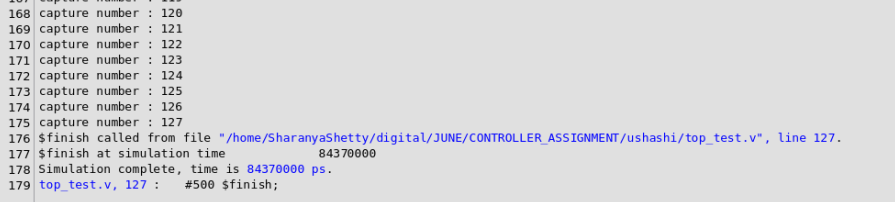 168 capture number : 120
169 capture number : 121
170 capture number : 122
171 capture number : 123
172 capture number : 124
173 capture number : 125
174 capture number : 126
175 capture number : 127
176 $finish called from file "/home/SharanyaShetty/digital/JUNE/CONTROLLER_ASSIGNMENT/ushashi/top_test.v", line 127.
177 $finish at simulation time             84370000
178 Simulation complete, time is 84370000 ps.
179 top_test.v, 127 :    #500 $finish;